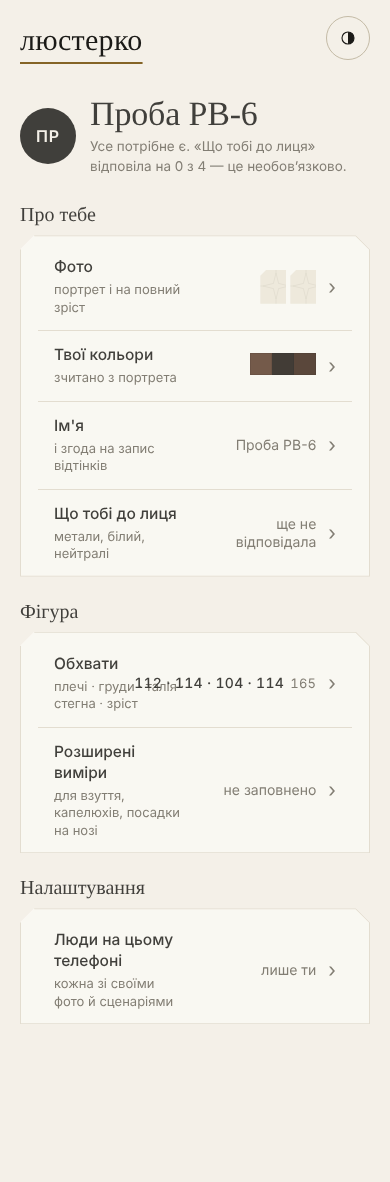 люстерко
ПР
Проба PB-6
Усе потрібне є. «Що тобі до лиця»
відповіла на 0 з 4 — це необов’язково.
Про тебе
Фото
портрет і на повний
зріст
Твої кольори
зчитано з портрета
Ім'я
і згода на запис
відтінків
Проба PB-6
Що тобі до лиця
метали, білий,
нейтралі
ще не
відповідала
Фігура
Обхвати
плечі · груди · талія
стегна · зріст
112 · 114 · 104 · 114 165
Розширені
виміри
для взуття,
капелюхів, посадки
на нозі
не заповнено
Налаштування
Люди на цьому
телефоні
кожна зі своїми
фото й сценаріями
лише ти